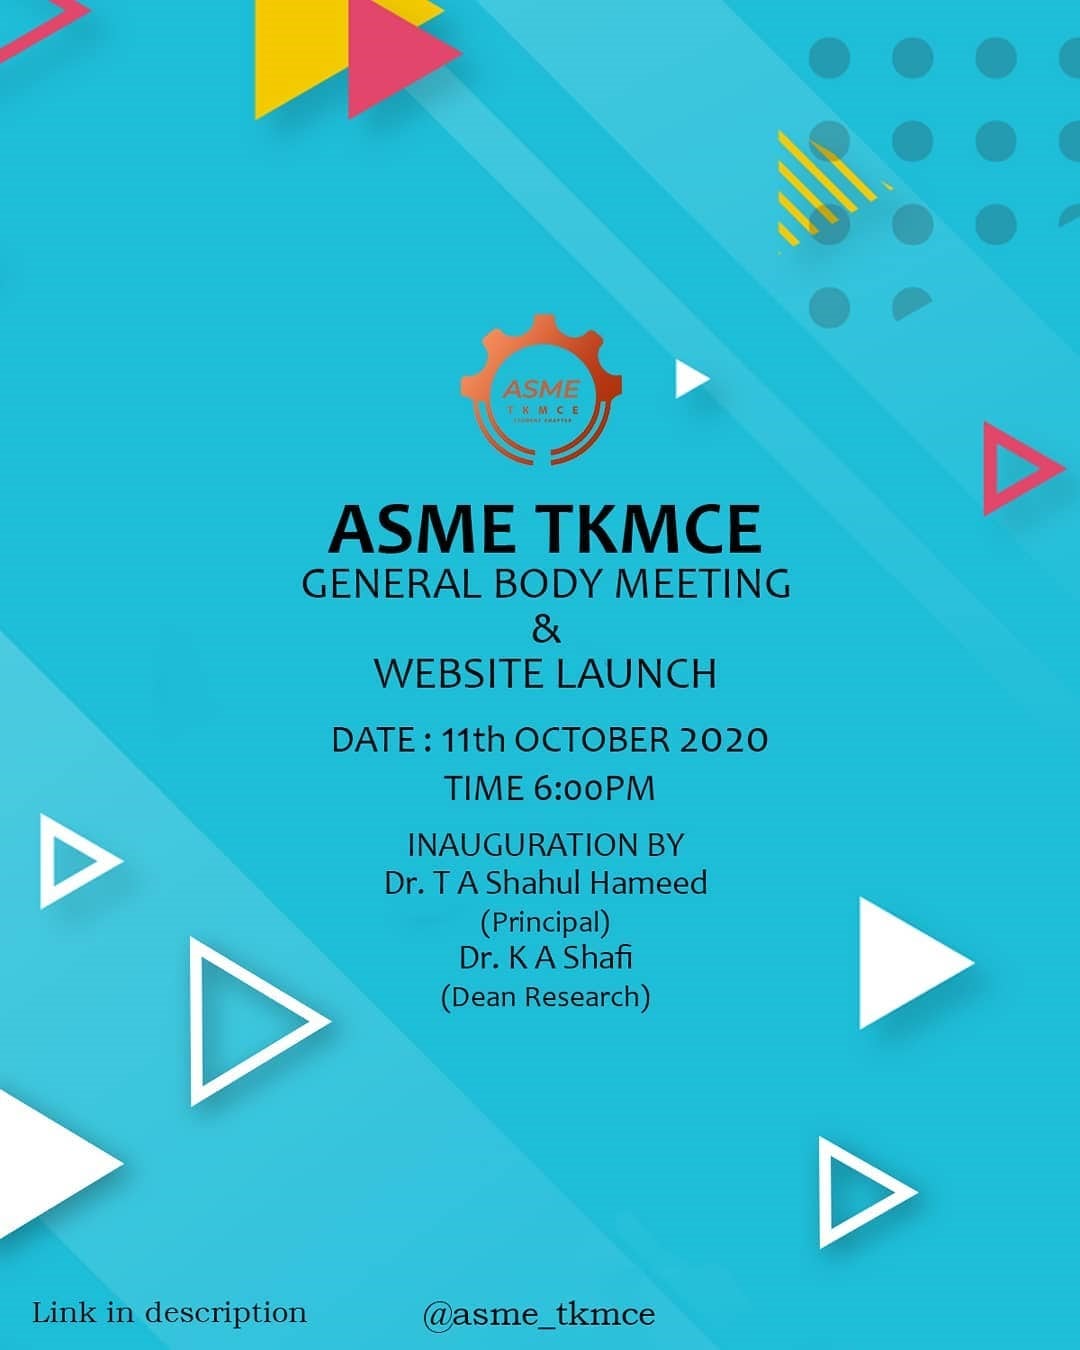 ASME
TKMCE
STUDENT CHAPTER
ASME TKMCE
GENERAL BODY MEETING
&
WEBSITE LAUNCH
DATE : 11th OCTOBER 2020
TIME 6:00PM
INAUGURATION BY
Dr. T A Shahul Hameed
(Principal)
Dr. K A Shafi
(Dean Research)
Link in description
@asme_tkmce